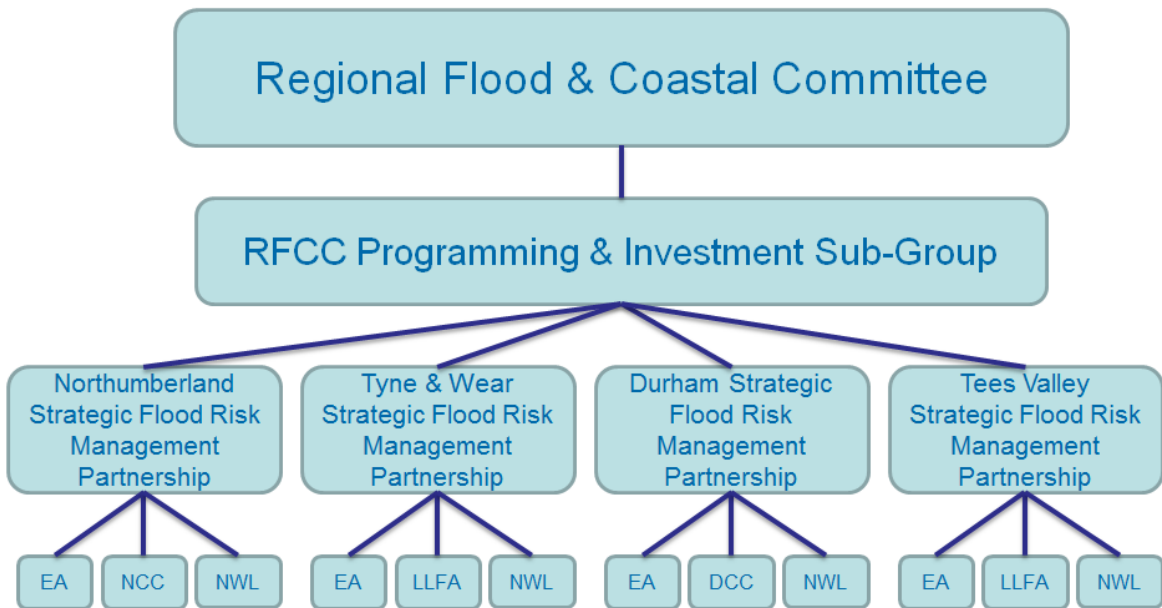 Regional Flood & Coastal Committee
RFCC Programming & Investment Sub-Group
Northumberland
Strategic Flood Risk
Management
Partnership
Tyne & Wear
Strategic Flood Risk
Management
Partnership
Durham Strategic
Flood Risk
Management
Partnership
Tees Valley
Strategic Flood Risk
Management
Partnership
EA
NCC
NWL
EA
LLFA
NWL
EA
DCC
NWL
EA
LLFA
NWL